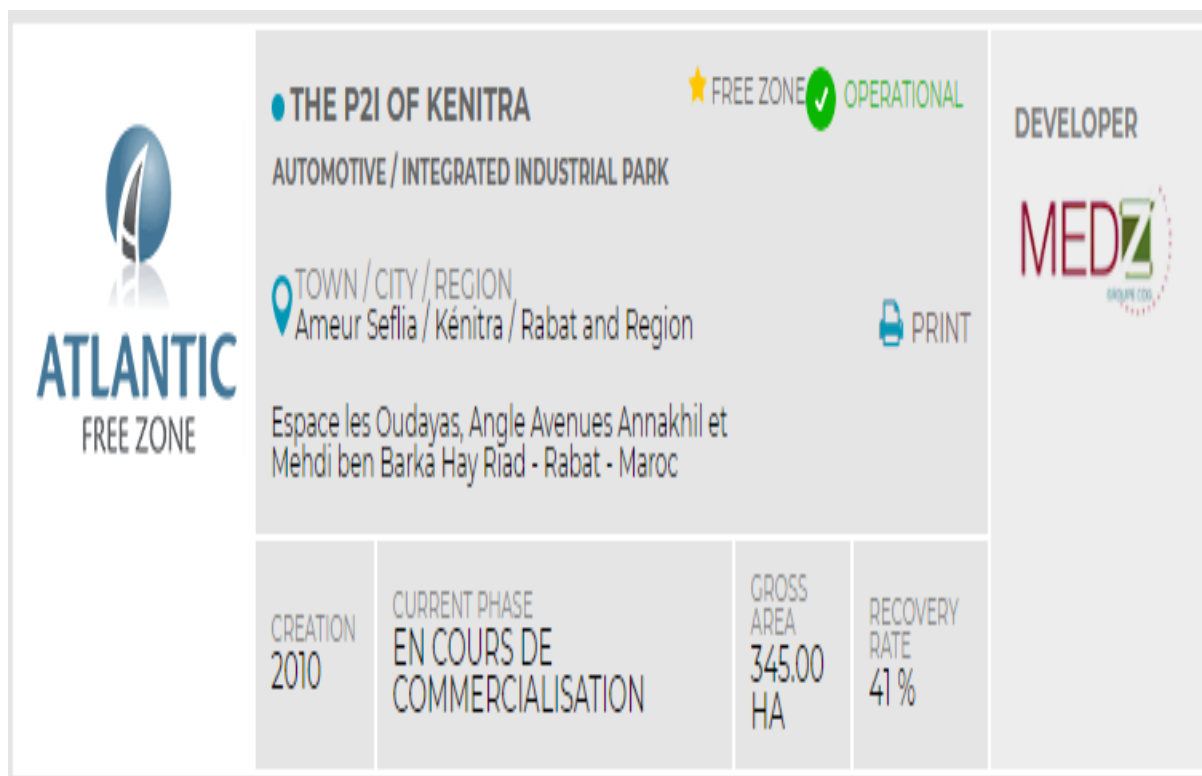 ATLANTIC
FREE ZONE
THE P2I OF KENITRA
FREE ZONE
OPERATIONAL
AUTOMOTIVE / INTEGRATED INDUSTRIAL PARK
TOWN / CITY / REGION
Ameur Seflia / Kénitra / Rabat and Region
PRINT
Espace les Oudayas, Angle Avenues Annakhil et
Mehdi ben Barka Hay Riad - Rabat - Maroc
CREATION
2010
CURRENT PHASE
EN COURS DE
COMMERCIALISATION
GROSS
AREA
345.00
HA
RECOVERY
RATE
41 %
DEVELOPER
MEDZ
GROUPE CDG